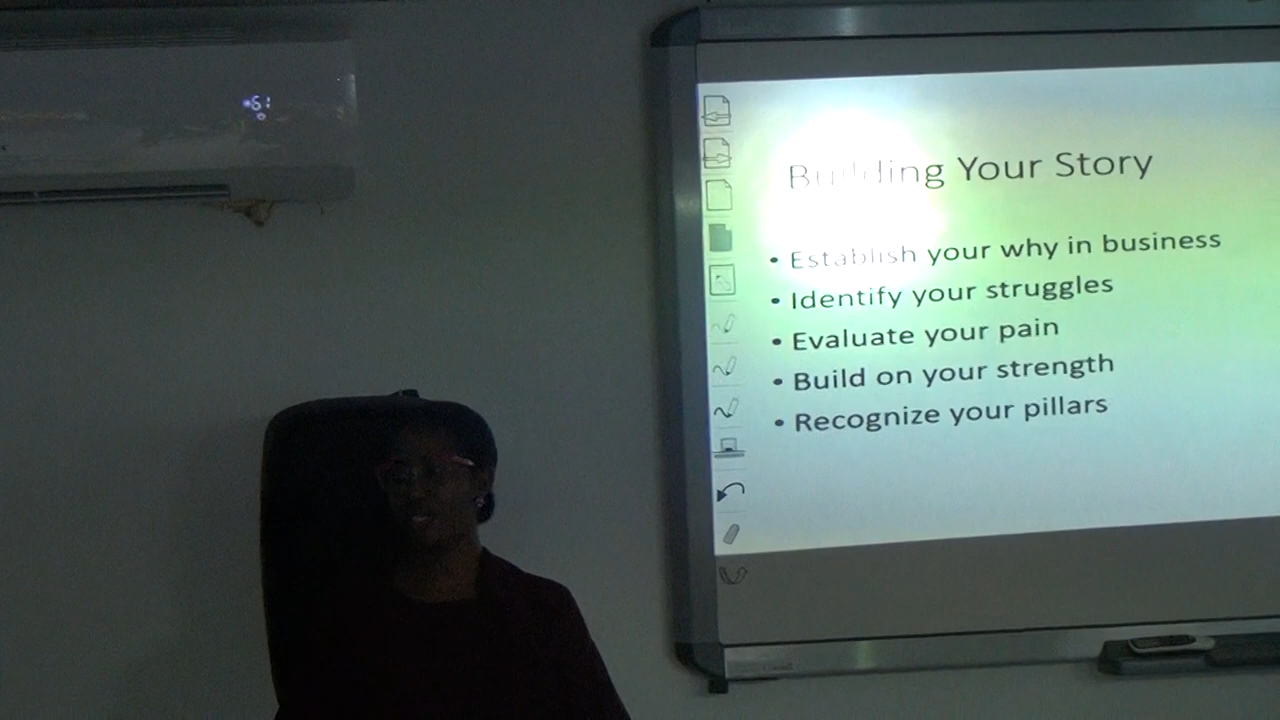 Building Your Story
• Establish your why in business
• Identify your struggles
• Evaluate your pain
• Build on your strength
• Recognize your pillars